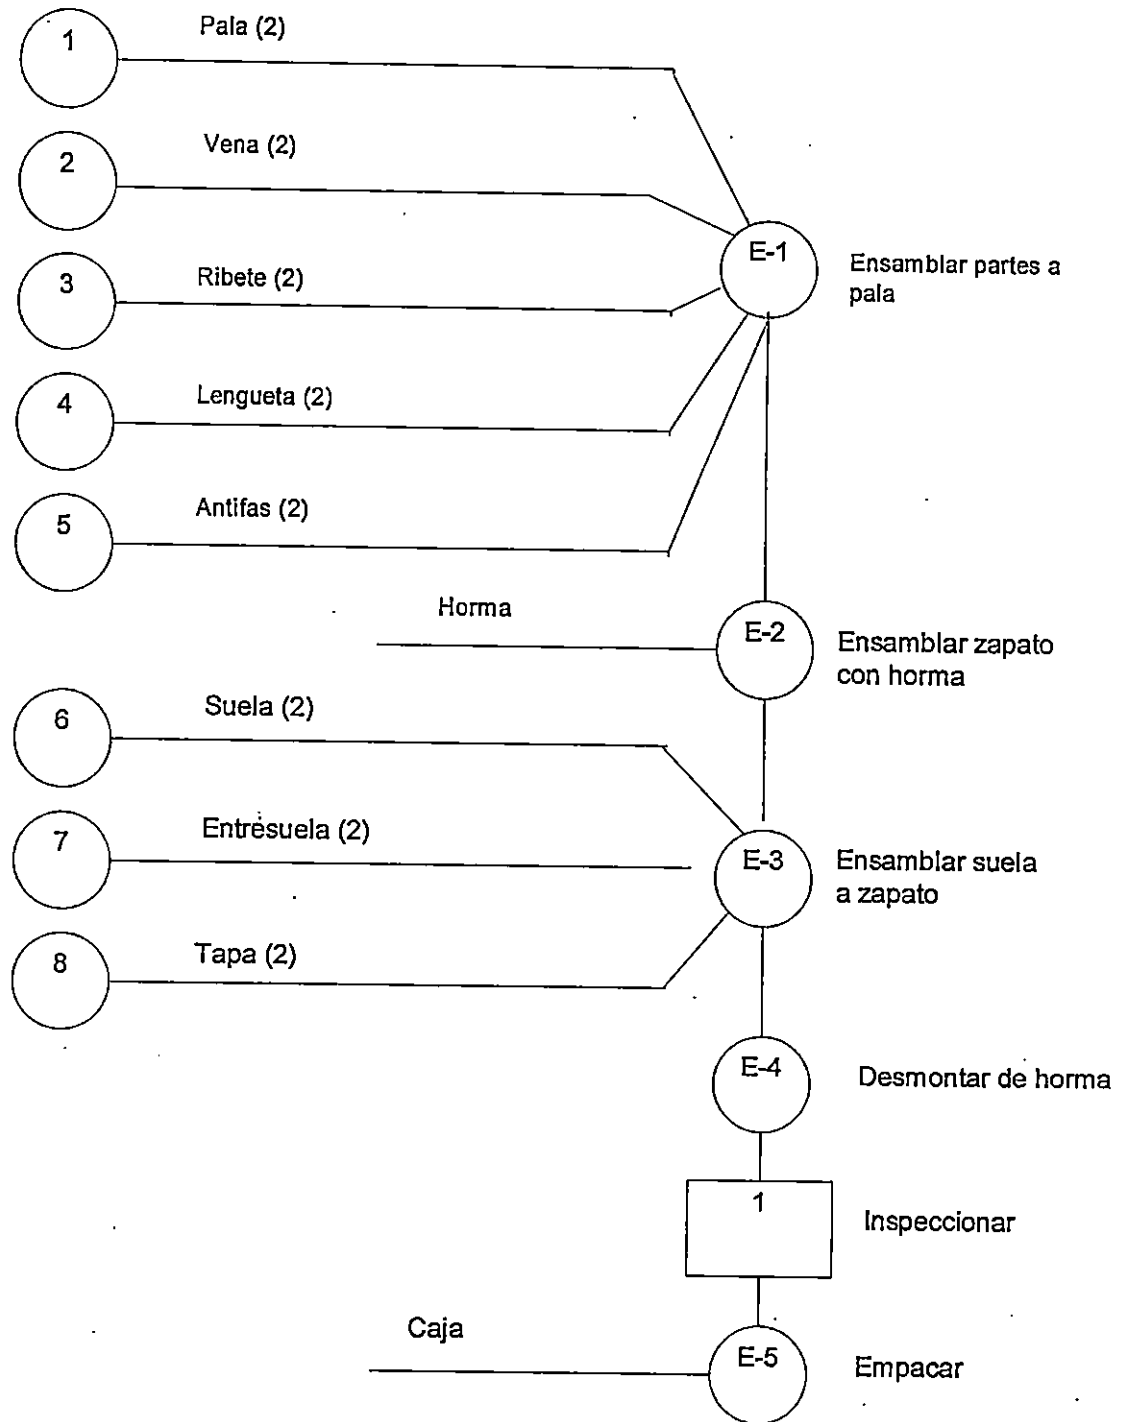 1
Pala (2)
2
Vena (2)
E-1
Ensamblar partes a
pala
3
Ribete (2)
4
Lengueta (2)
5
Antifas (2)
Horma
E-2
Ensamblar zapato
con horma
6
Suela (2)
7
Entresuela (2)
E-3
Ensamblar suela
a zapato
8
Tapa (2)
E-4
Desmontar de horma
1
Inspeccionar
Caja
E-5
Empacar